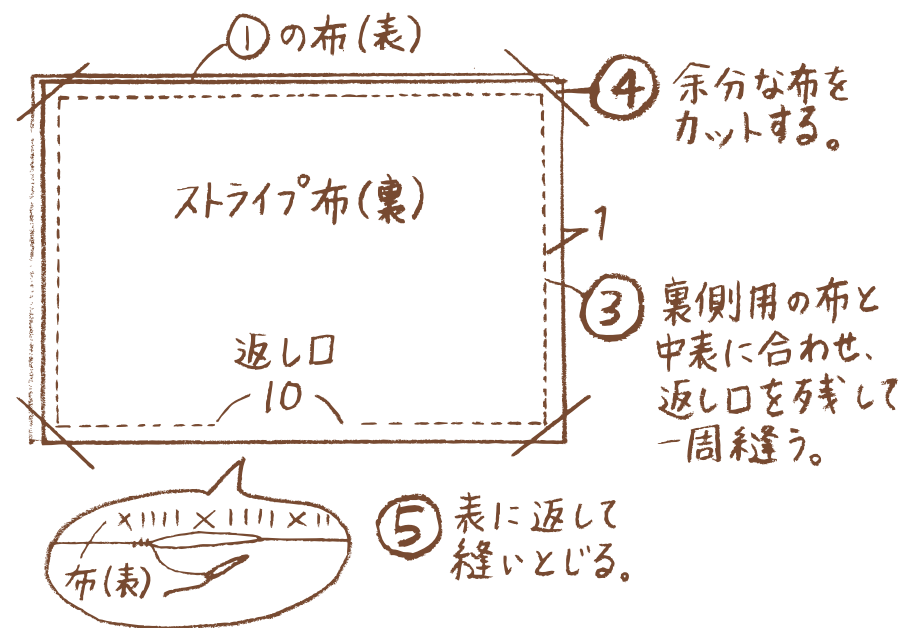 ①の布(表)
④ 余分な布を
カットする。
ストライプ布(裏)
1
③ 裏側用の布と
中表に合わせ、
返し口を残して
一周縫う。
返し口
10
⑤ 表に返して
縫いとじる。
布(表)